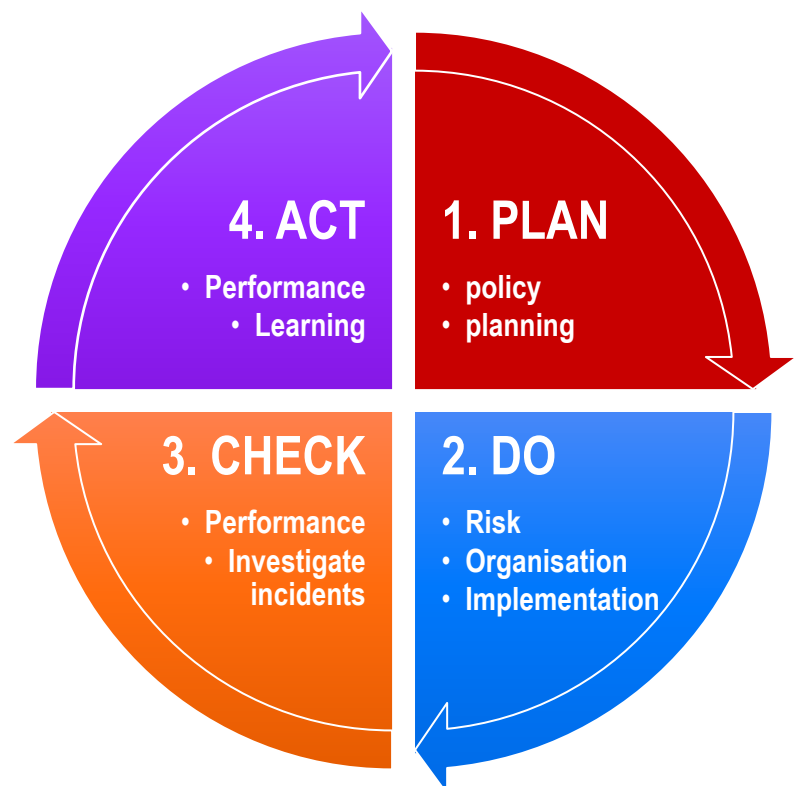 1. PLAN
• policy
• planning
2. DO
• Risk
• Organisation
• Implementation
3. CHECK
• Performance
• Investigate
incidents
4. ACT
• Performance
• Learning